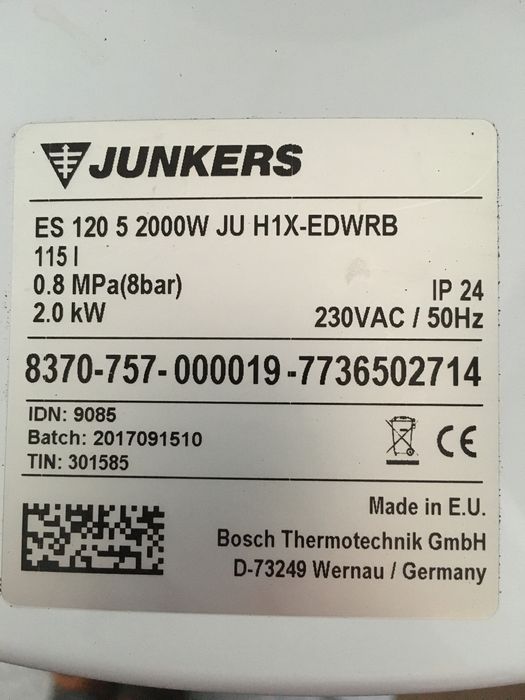 JUNKERS
ES 120 5 2000W JU H1X-EDWRB
115 l
0.8 MPa(8bar)
IP 24
2.0 kW
230VAC / 50Hz
8370-757- 000019 -7736502714
IDN: 9085
Batch: 2017091510
TIN: 301585
CE
Made in E.U.
Bosch Thermotechnik GmbH
D-73249 Wernau / Germany